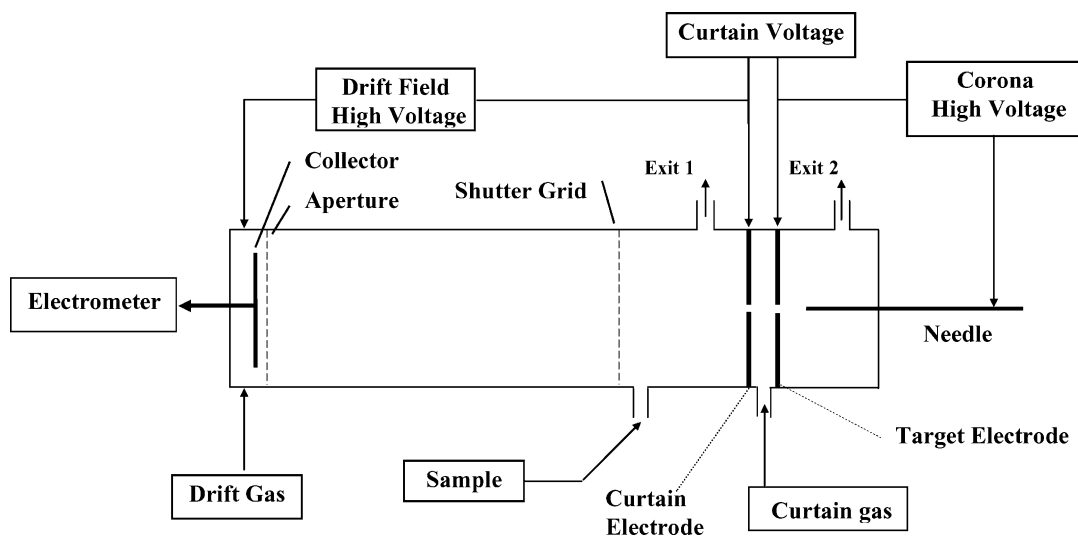 Curtain Voltage
Drift Field
High Voltage
Corona
High Voltage
Collector
Aperture
Shutter Grid
Exit 1
Exit 2
Electrometer
Needle
Target Electrode
Sample
Drift Gas
Curtain
Electrode
Curtain gas